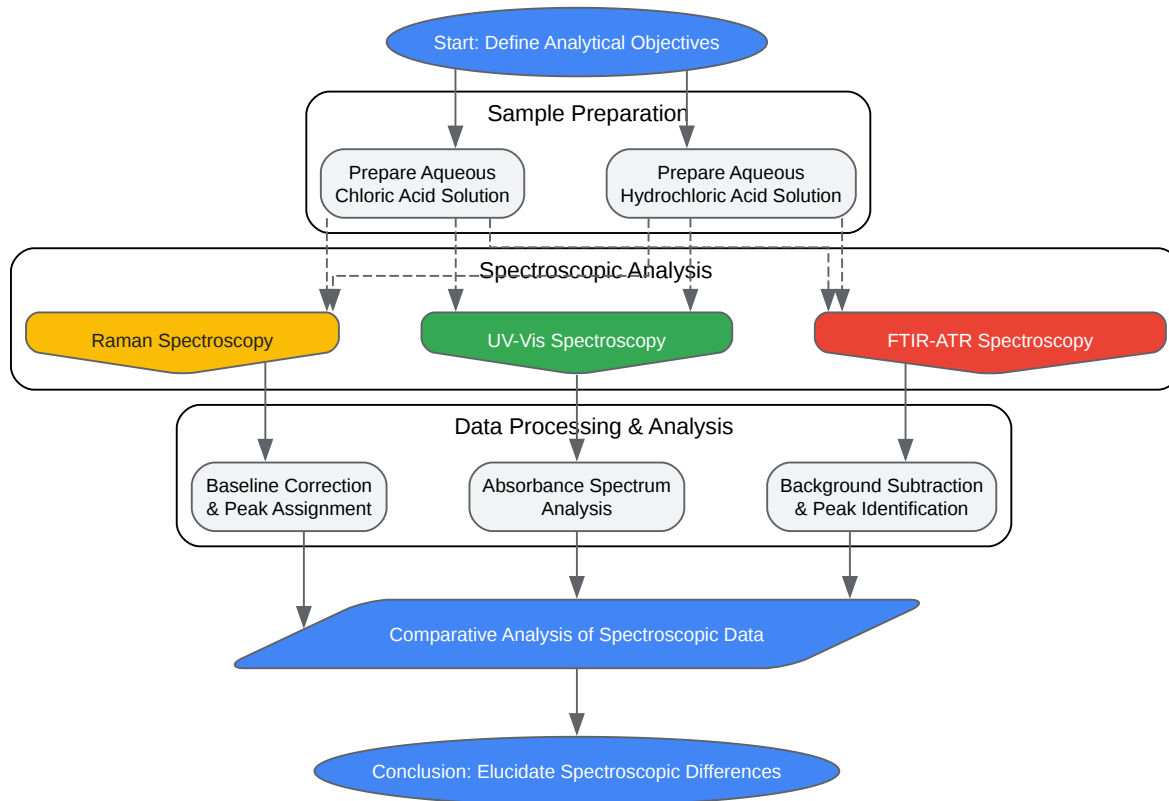 Start: Define Analytical Objectives
Sample Preparation
Prepare Aqueous
Chloric Acid Solution
Prepare Aqueous
Hydrochloric Acid Solution
Spectroscopic Analysis
Raman Spectroscopy
UV-Vis Spectroscopy
FTIR-ATR Spectroscopy
Data Processing & Analysis
Baseline Correction
& Peak Assignment
Absorbance Spectrum
Analysis
Background Subtraction
& Peak Identification
Comparative Analysis of Spectroscopic Data
Conclusion: Elucidate Spectroscopic Differences